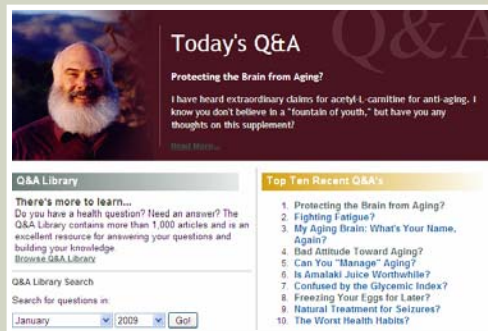 Q&A
Today's Q&A
Protecting the Brain from Aging?
I have heard extraordinary claims for acetyl-L-carnitine for anti-aging. I
know you don't believe in a "fountain of youth," but have you any
thoughts on this supplement?
Read More...
Q&A Library
There's more to learn...
Do you have a health question? Need an answer? The
Q&A Library contains more than 1,000 articles and is an
excellent resource for answering your questions and
building your knowledge.
Browse Q&A Library
Q&A Library Search
Search for questions in:
January 2009 Go!
Top Ten Recent Q&A's
1. Protecting the Brain from Aging?
2. Fighting Fatigue?
3. My Aging Brain: What's Your Name,
Again?
4. Bad Attitude Toward Aging?
5. Can You "Manage" Aging?
6. Is Amalaki Juice Worthwhile?
7. Confused by the Glycemic Index?
8. Freezing Your Eggs for Later?
9. Natural Treatment for Seizures?
10. The Worst Health Habits?